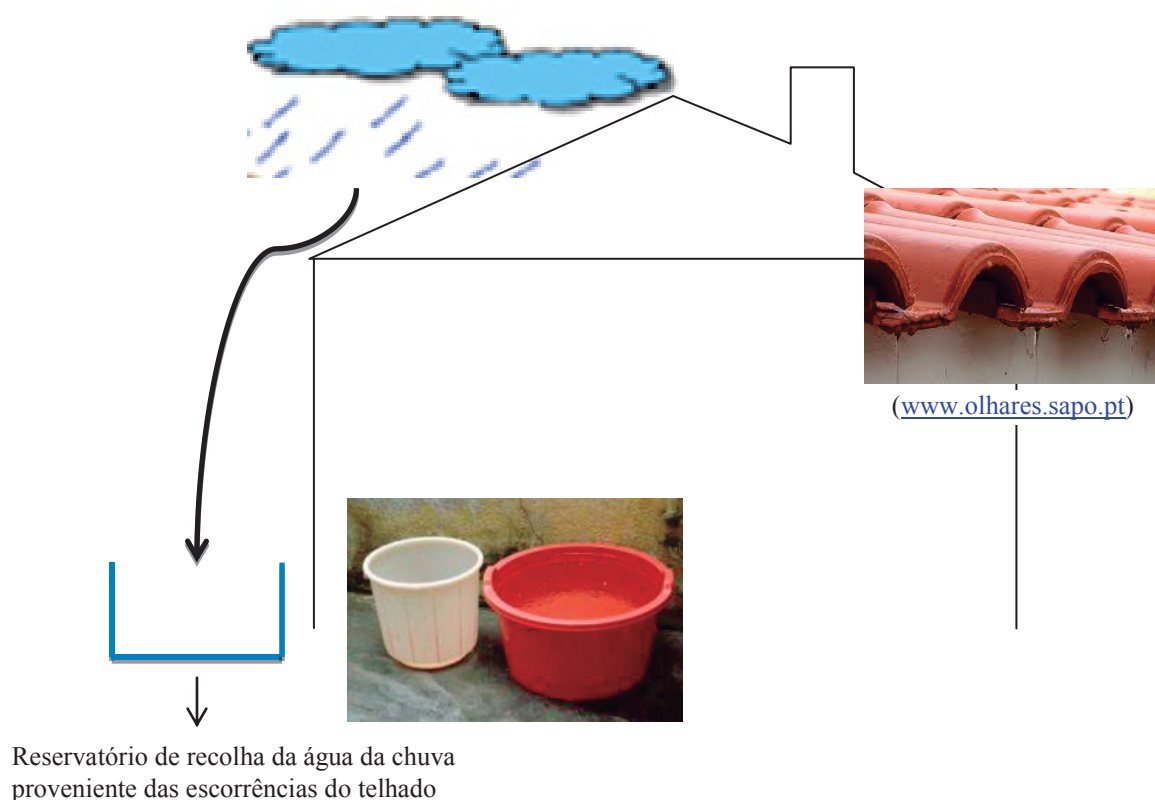 (www.olhares.sapo.pt)
Reservatório de recolha da água da chuva
proveniente das escorrências do telhado